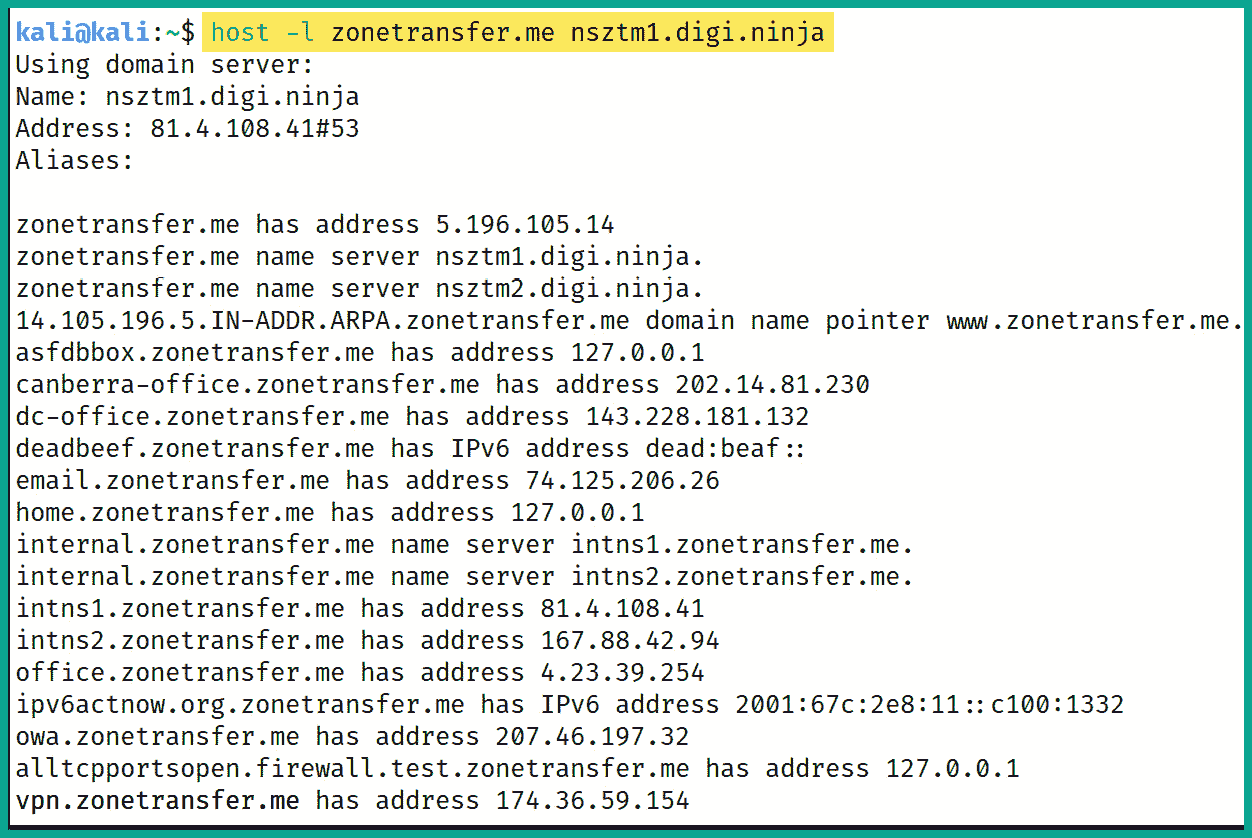 kali@kali:~$ host -l zonetransfer.me nsztm1.digi.ninja
Using domain server:
Name: nsztm1.digi.ninja
Address: 81.4.108.41#53
Aliases:
zonetransfer.me has address 5.196.105.14
zonetransfer.me name server nsztm1.digi.ninja.
zonetransfer.me name server nsztm2.digi.ninja.
14.105.196.5.IN-ADDR.ARPA.zonetransfer.me domain name pointer www.zonetransfer.me.
asfdbbox.zonetransfer.me has address 127.0.0.1
canberra-office.zonetransfer.me has address 202.14.81.230
dc-office.zonetransfer.me has address 143.228.181.132
deadbeef.zonetransfer.me has IPv6 address dead:beaf::
email.zonetransfer.me has address 74.125.206.26
home.zonetransfer.me has address 127.0.0.1
internal.zonetransfer.me name server intns1.zonetransfer.me.
internal.zonetransfer.me name server intns2.zonetransfer.me.
intns1.zonetransfer.me has address 81.4.108.41
intns2.zonetransfer.me has address 167.88.42.94
office.zonetransfer.me has address 4.23.39.254
ipv6actnow.org.zonetransfer.me has IPv6 address 2001:67c:2e8:11::c100:1332
owa.zonetransfer.me has address 207.46.197.32
alltcpportsopen.firewall.test.zonetransfer.me has address 127.0.0.1
vpn.zonetransfer.me has address 174.36.59.154